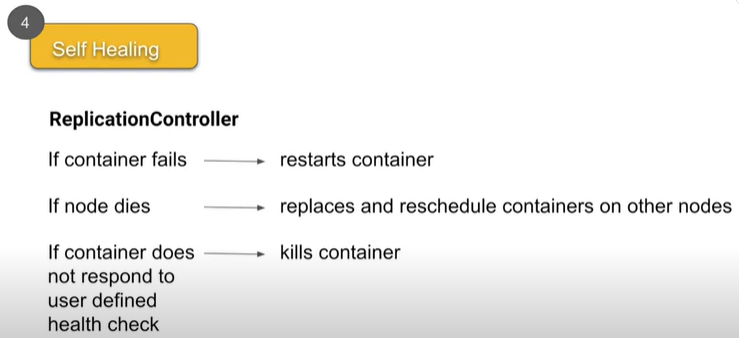 4
Self Healing
ReplicationController
If container fails restarts container
If node dies replaces and reschedule containers on other nodes
If container does kills container
not respond to
user defined
health check